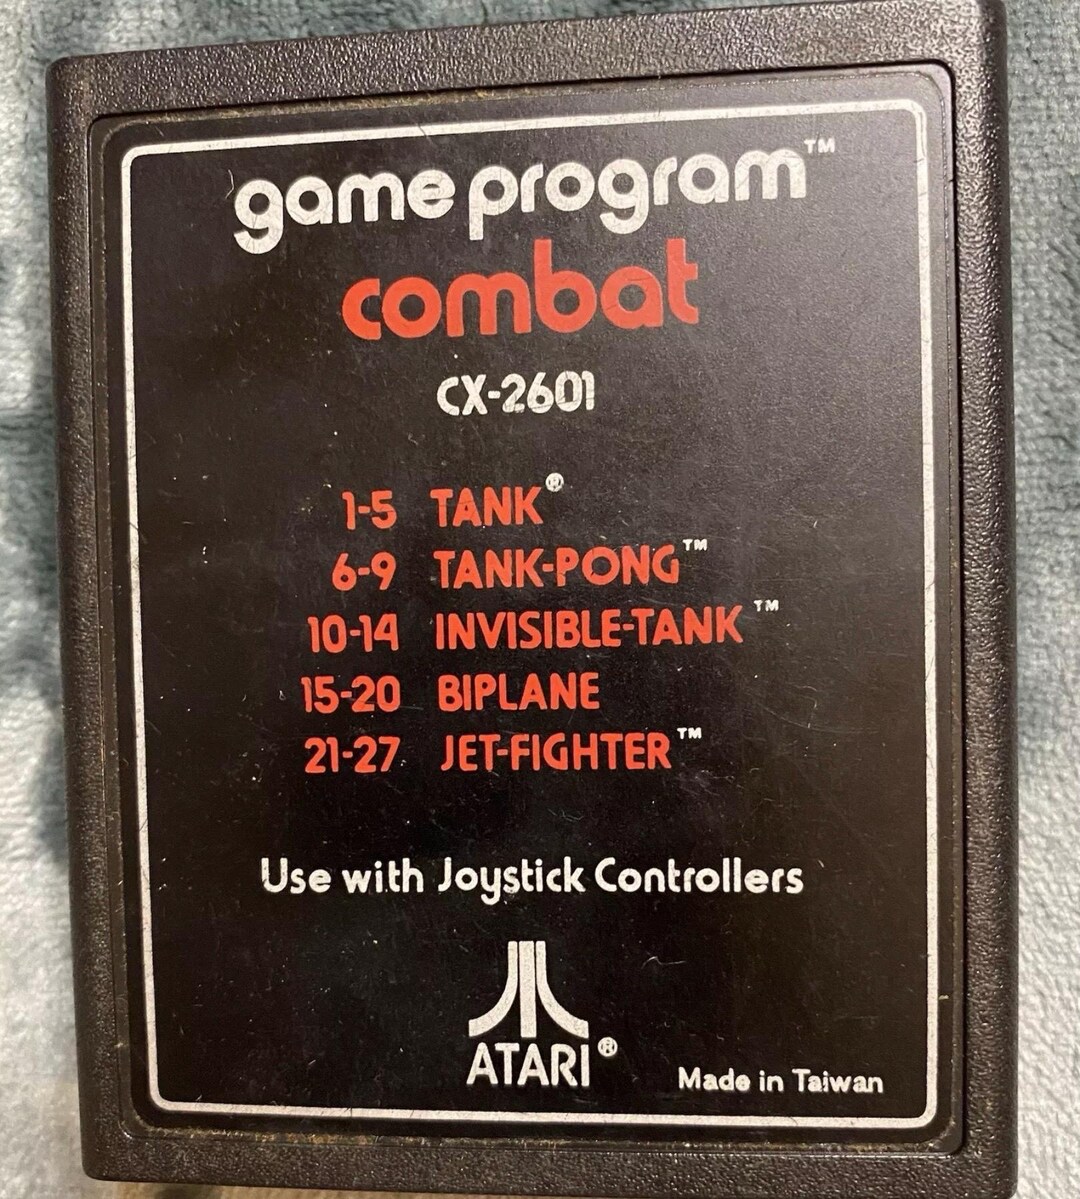 game program™
combat
CX-2601
1-5 TANK®
6-9 TANK-PONG™
10-14 INVISIBLE-TANK™
15-20 BIPLANE
21-27 JET-FIGHTER™
Use with Joystick Controllers
ATARI®
Made in Taiwan